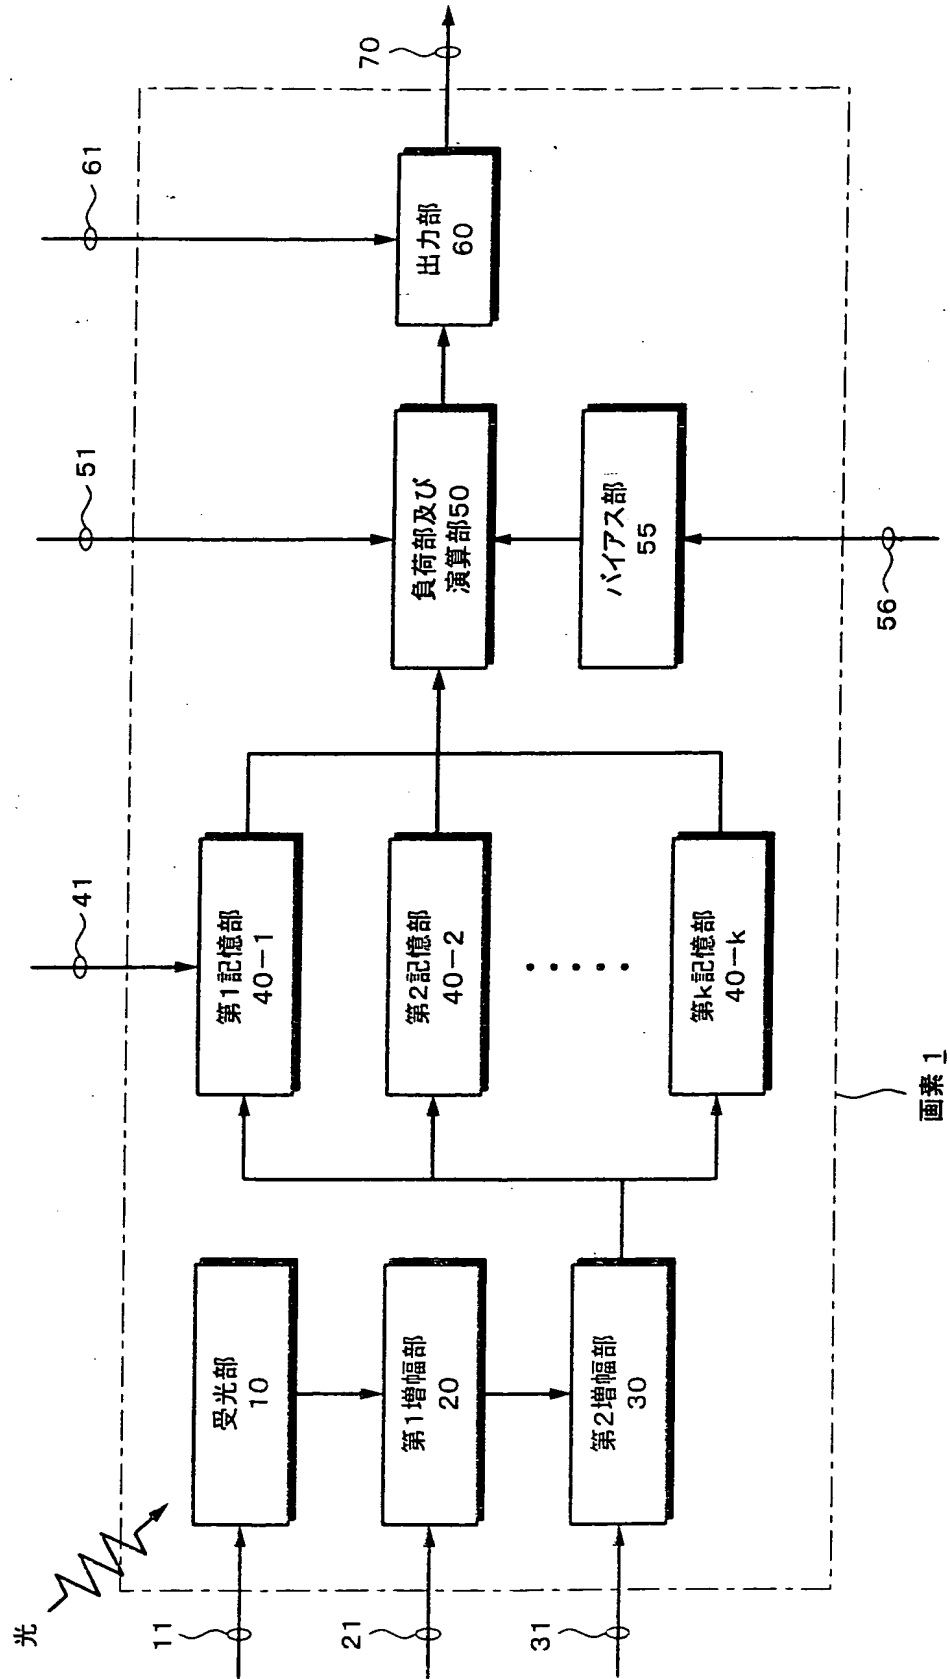 光
11
21
31
受光部
10
第1増幅部
20
第2増幅部
30
41
第1記憶部
40-1
第2記憶部
40-2
第k記憶部
40-k
51
負荷部及び
演算部50
バイアス部
55
56
61
出力部
60
70
画素 1